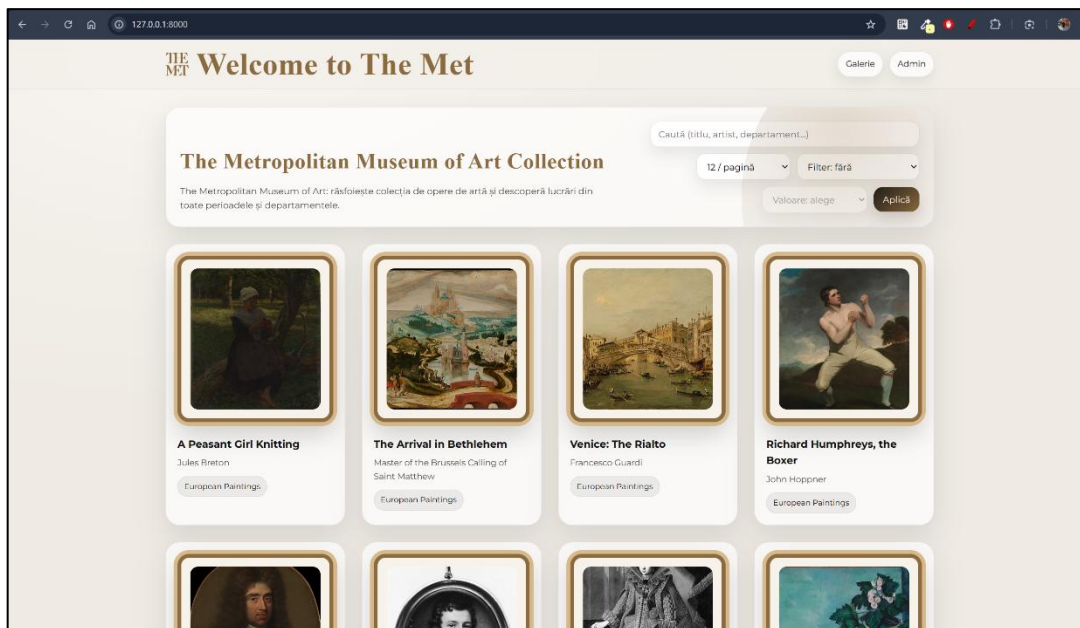 127.0.0.1:8000
THE MET Welcome to The Met
Galerie
Admin
The Metropolitan Museum of Art Collection
The Metropolitan Museum of Art: răsfoiește colecția de opere de artă și descoperă lucrări din
toate perioadele și departamentele.
Caută (titlu, artist, departament...)
12 / pagină
Filter: fără
Valoare: alege
Aplică
A Peasant Girl Knitting
Jules Breton
European Paintings
The Arrival in Bethlehem
Master of the Brussels Calling of
Saint Matthew
European Paintings
Venice: The Rialto
Francesco Guardi
European Paintings
Richard Humphreys, the
Boxer
John Hoppner
European Paintings